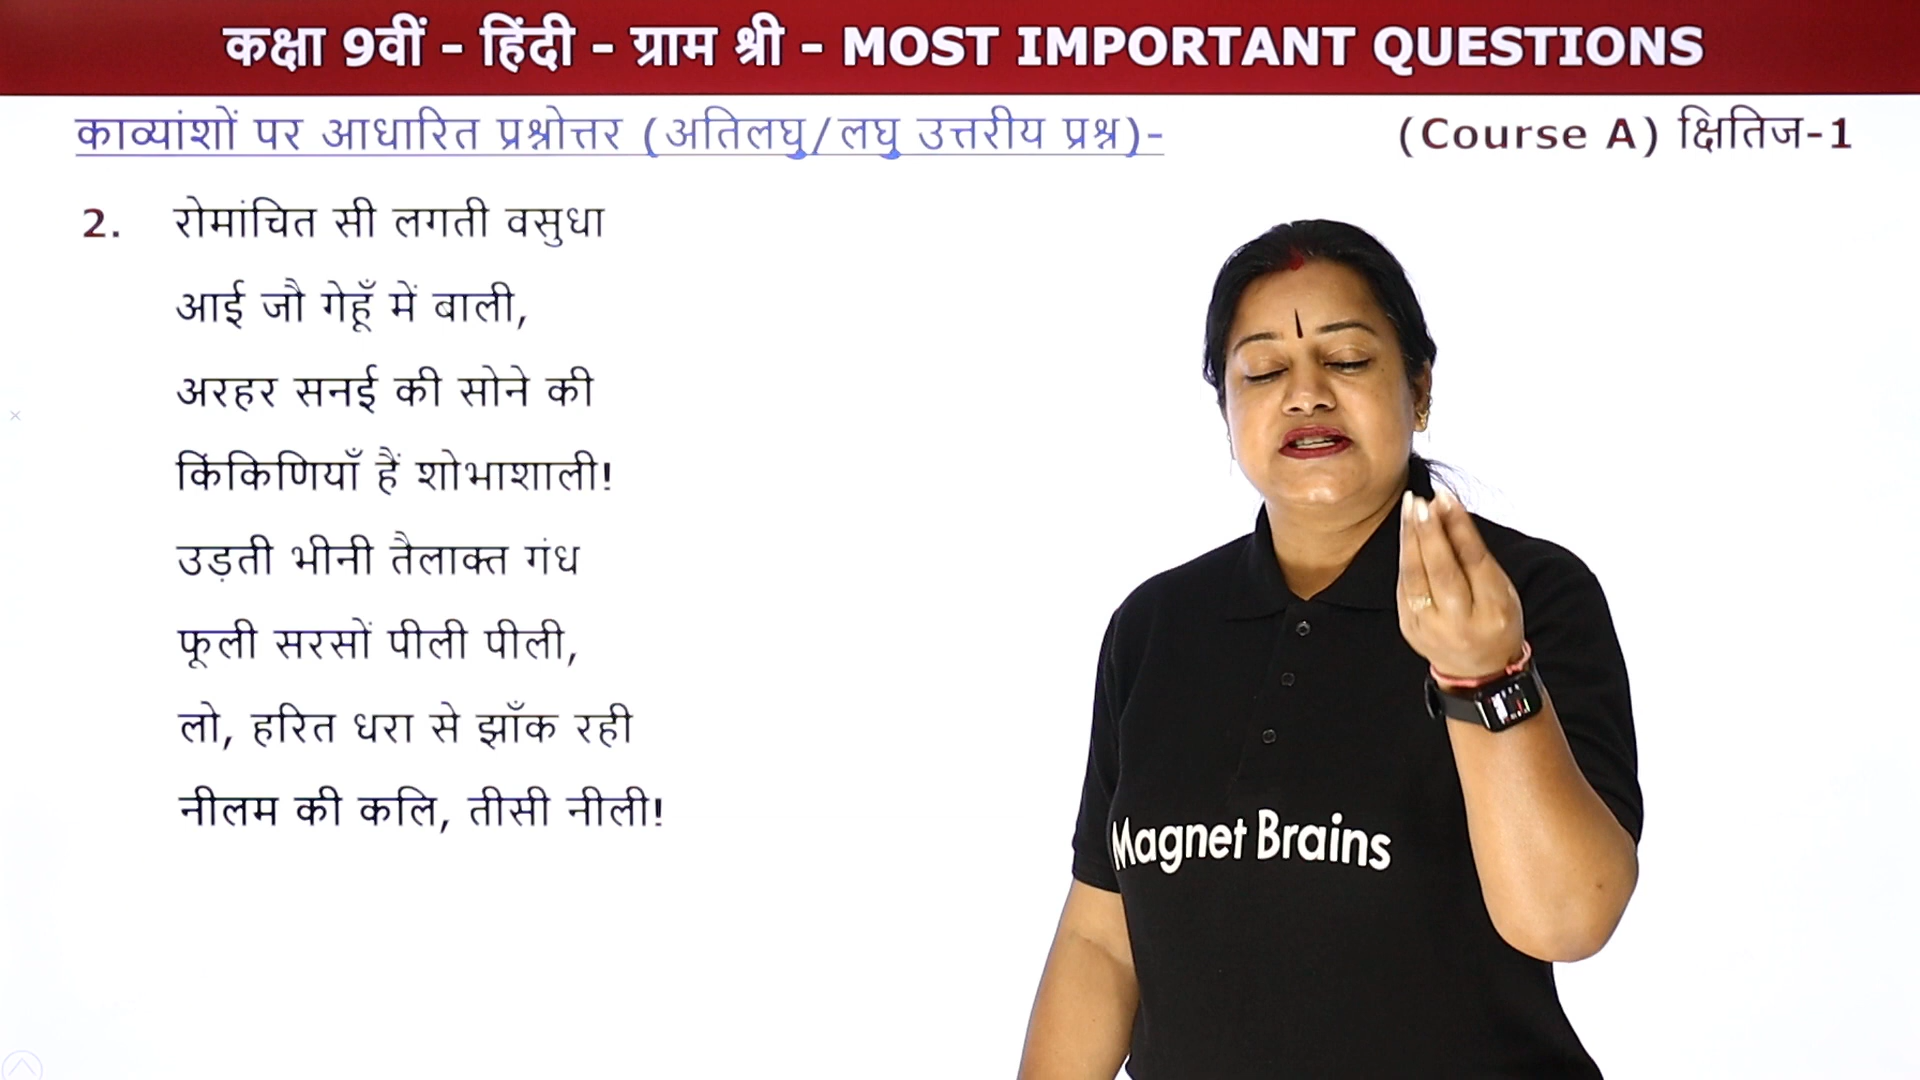 कक्षा 9वीं - हिंदी - ग्राम श्री - MOST IMPORTANT QUESTIONS
काव्यांशों पर आधारित प्रश्नोत्तर (अतिलघु/लघु उत्तरीय प्रश्न)-
(Course A) क्षितिज-1
2. रोमांचित सी लगती वसुधा
आई जौ गेहूँ में बाली,
अरहर सनई की सोने की
किंकिणियाँ हैं शोभाशाली!
उड़ती भीनी तैलाक्त गंध
फूली सरसों पीली पीली,
लो, हरित धरा से झाँक रही
नीलम की कलि, तीसी नीली!
Magnet Brains